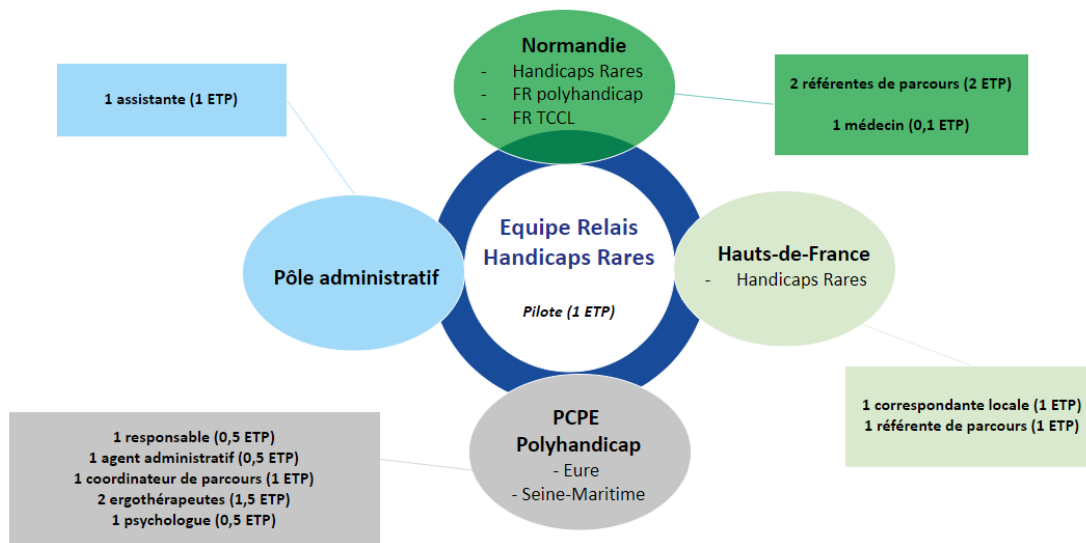 Normandie
- Handicaps Rares
- FR polyhandicap
- FR TCCL
2 référentes de parcours (2 ETP)
1 médecin (0,1 ETP)
1 assistante (1 ETP)
Equipe Relais
Handicaps Rares
Pilote (1 ETP)
Pôle administratif
Hauts-de-France
- Handicaps Rares
1 correspondante locale (1 ETP)
1 référente de parcours (1 ETP)
PCPE
Polyhandicap
- Eure
- Seine-Maritime
1 responsable (0,5 ETP)
1 agent administratif (0,5 ETP)
1 coordinateur de parcours (1 ETP)
2 ergothérapeutes (1,5 ETP)
1 psychologue (0,5 ETP)